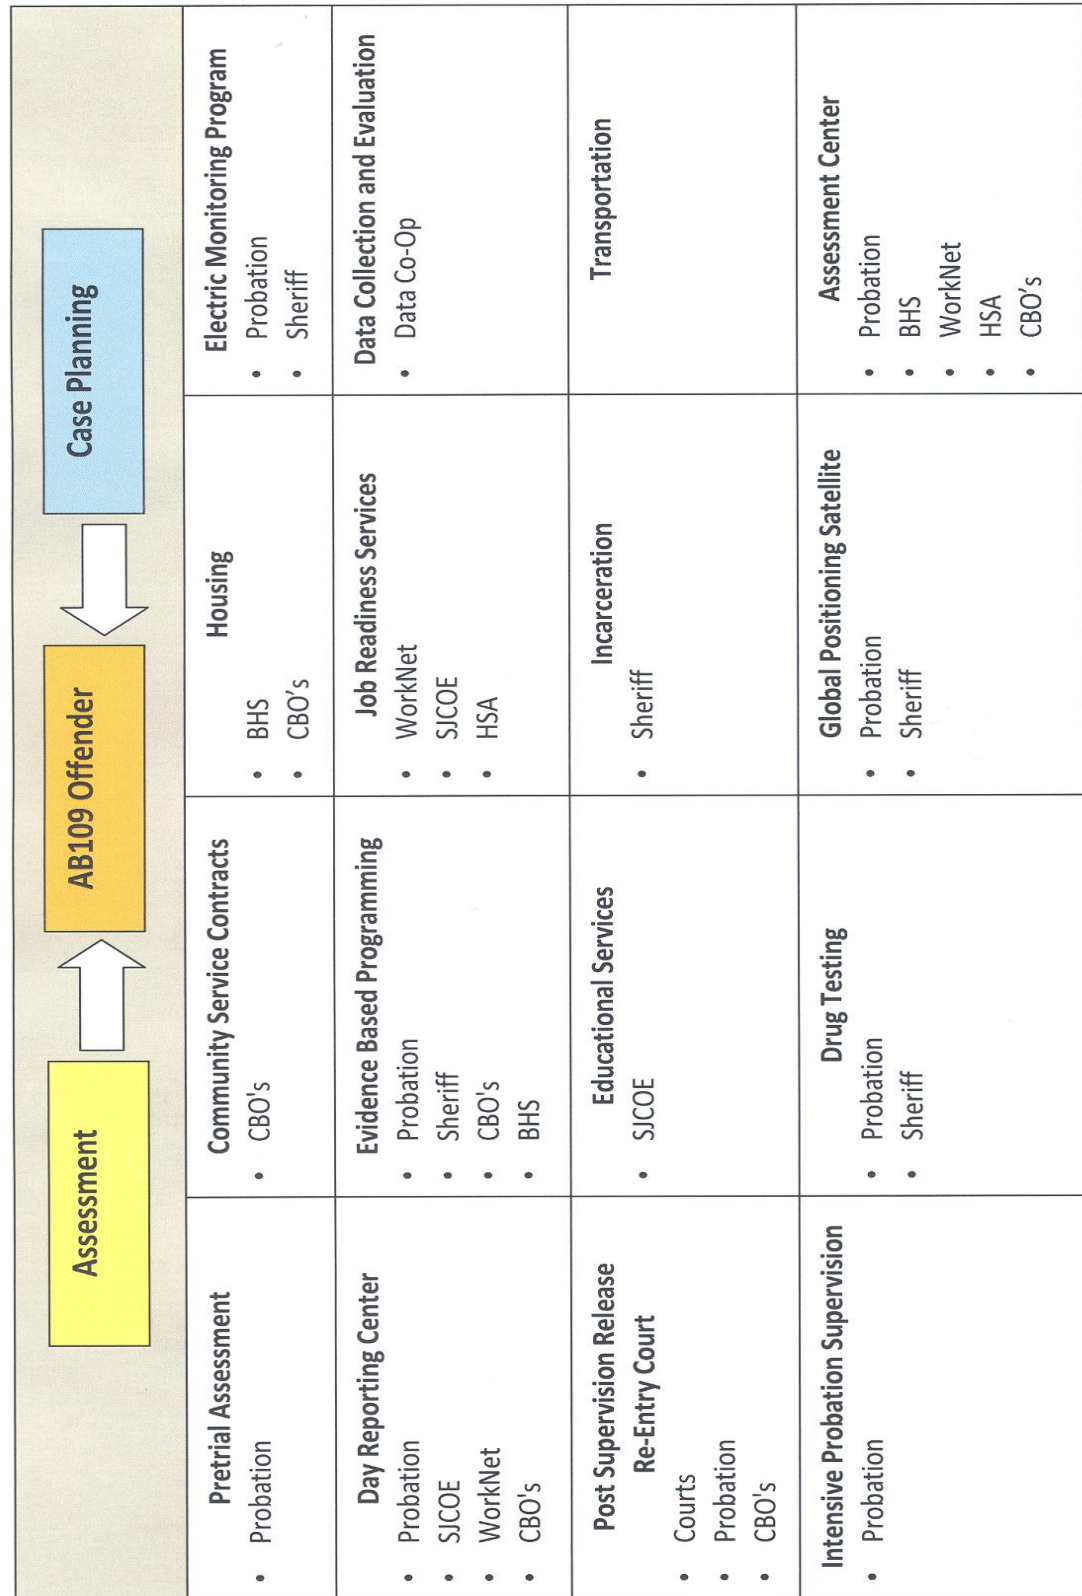 Assessment
AB109 Offender
Case Planning
Pretrial Assessment
• Probation
Community Service Contracts
• CBO's
Housing
• BHS
• CBO's
Electric Monitoring Program
• Probation
• Sheriff
Day Reporting Center
• Probation
• SJCOE
• WorkNet
• CBO's
Evidence Based Programming
• Probation
• Sheriff
• CBO's
• BHS
Job Readiness Services
• WorkNet
• SJCOE
• HSA
Data Collection and Evaluation
• Data Co-Op
Post Supervision Release
Re-Entry Court
• Courts
• Probation
• CBO's
Educational Services
• SJCOE
Incarceration
• Sheriff
Transportation
Intensive Probation Supervision
• Probation
Drug Testing
• Probation
• Sheriff
Global Positioning Satellite
• Probation
• Sheriff
Assessment Center
• Probation
• BHS
• WorkNet
• HSA
• CBO's